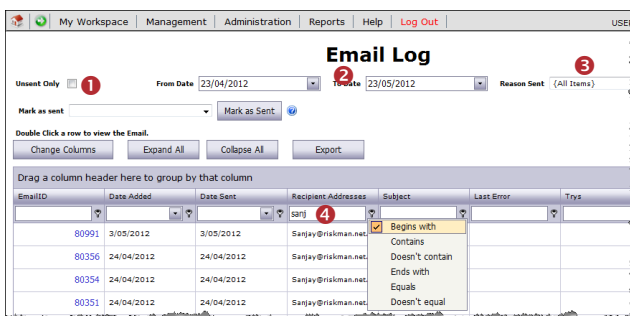 My Workspace | Management | Administration | Reports | Help | Log Out | USE
Email Log
Unsent Only 1 From Date 23/04/2012 2 To Date 23/05/2012 3 Reason Sent {All Items}
Mark as sent Mark as Sent
Double Click a row to view the Email.
Change Columns Expand All Collapse All Export
Drag a column header here to group by that column
EmailID Date Added Date Sent Recipient Addresses Subject Last Error Trys
sanj 4
Begins with
80991 3/05/2012 3/05/2012 Sanjay@riskman.net.
Contains
Doesn't contain
80356 24/04/2012 24/04/2012 Sanjay@riskman.net.
Ends with
80354 24/04/2012 24/04/2012 Sanjay@riskman.net.
Equals
80351 24/04/2012 24/04/2012 Sanjay@riskman.net.
Doesn't equal